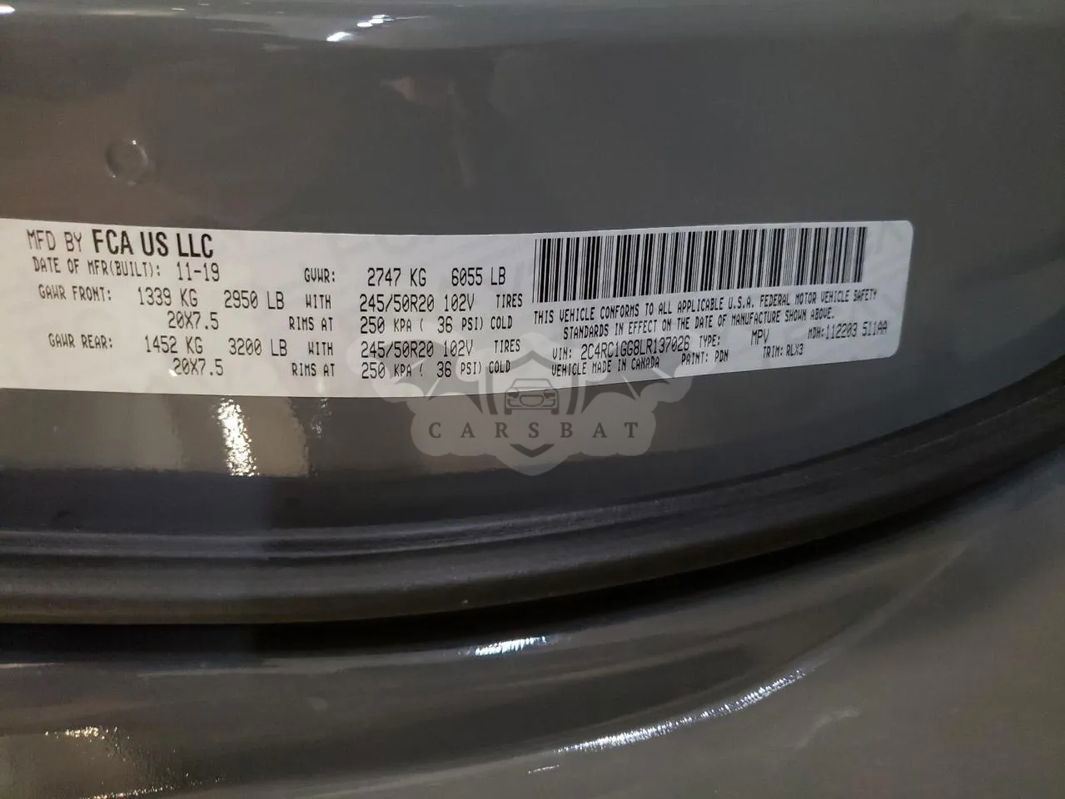 MFD BY FCA US LLC
DATE OF MFR(BUILT): 11-19 GVWR: 2747 KG 6055 LB
GAWR FRONT: 1339 KG 2950 LB WITH 245/50R20 102V TIRES
20X7.5 RIMS AT 250 KPA ( 36 PSI) COLD
GAWR REAR: 1452 KG 3200 LB WITH 245/50R20 102V TIRES
20X7.5 RIMS AT 250 KPA ( 36 PSI) COLD
THIS VEHICLE CONFORMS TO ALL APPLICABLE U.S.A. FEDERAL MOTOR VEHICLE SAFETY
STANDARDS IN EFFECT ON THE DATE OF MANUFACTURE SHOWN ABOVE.
VIN: 2C4RC1GG8LR137026 TYPE: MPV MDH: 112203 511AA
VEHICLE MADE IN CANADA PAINT: PDN TRIM: RLX3
CARSBAT